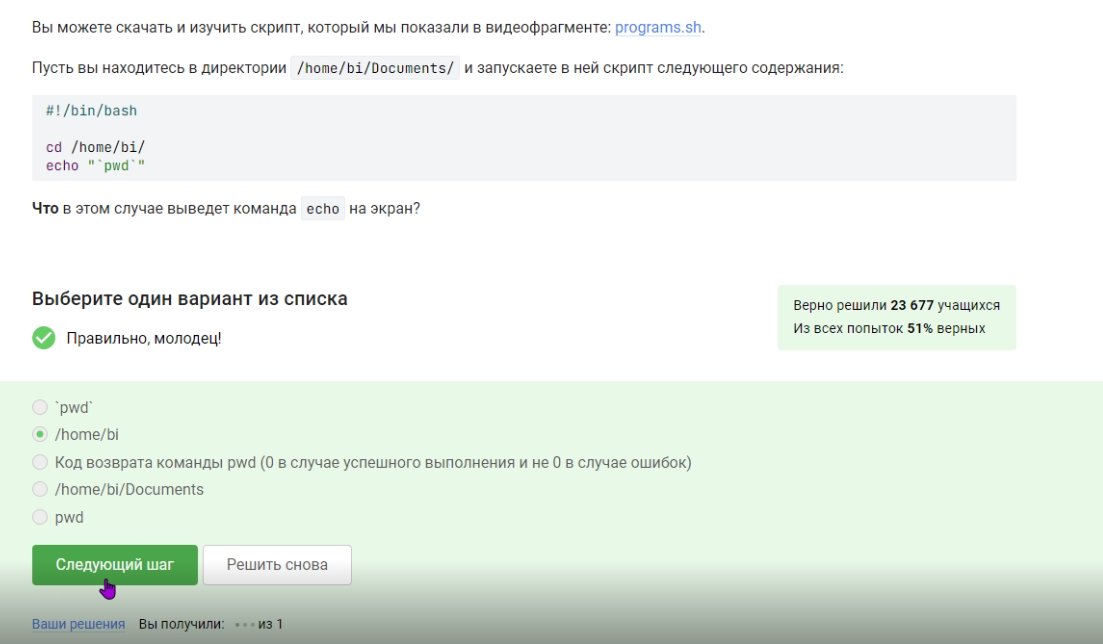 Вы можете скачать и изучить скрипт, который мы показали в видеофрагменте: programs.sh.
Пусть вы находитесь в директории /home/bi/Documents/ и запускаете в ней скрипт следующего содержания:
#!/bin/bash
cd /home/bi/
echo "`pwd`"
Что в этом случае выведет команда echo на экран?
Выберите один вариант из списка
Верно решили 23 677 учащихся
Из всех попыток 51% верных
Правильно, молодец!
`pwd`
/home/bi
Код возврата команды pwd (0 в случае успешного выполнения и не 0 в случае ошибок)
/home/bi/Documents
pwd
Следующий шаг
Решить снова
Ваши решения Вы получили: из 1